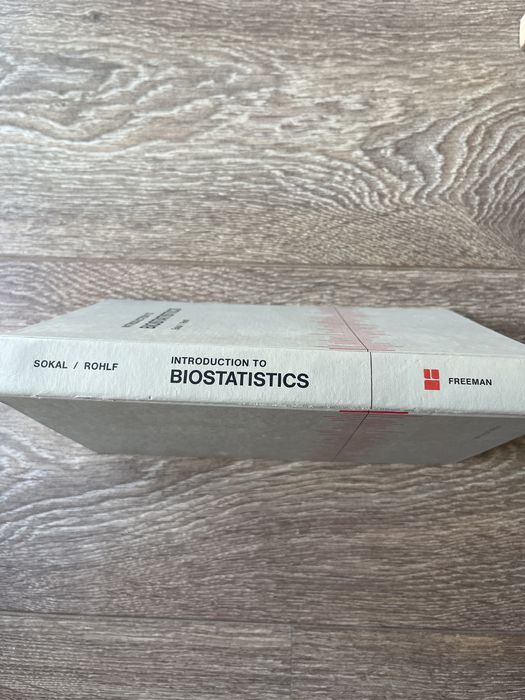 SOKAL / ROHLF
INTRODUCTION TO
BIOSTATISTICS
FREEMAN